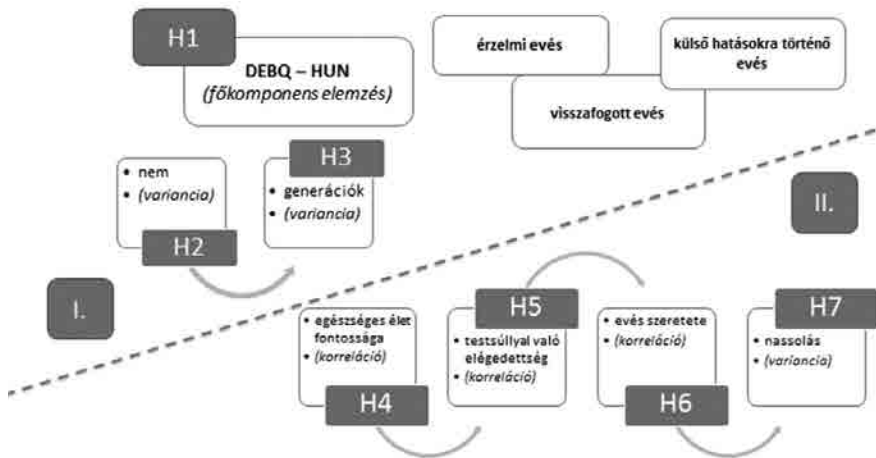 H1
DEBQ – HUN
(főkomponens elemzés)
érzelmi evés
külső hatásokra történő
evés
visszafogott evés
H3
• nem
• (variancia)
• generációk
• (variancia)
H2
II.
I.
H5
H7
• egészséges élet
fontossága
• (korreláció)
• testsúllyal való
elégedettség
• (korreláció)
• evés szeretete
• (korreláció)
• nassolás
• (variancia)
H4
H6